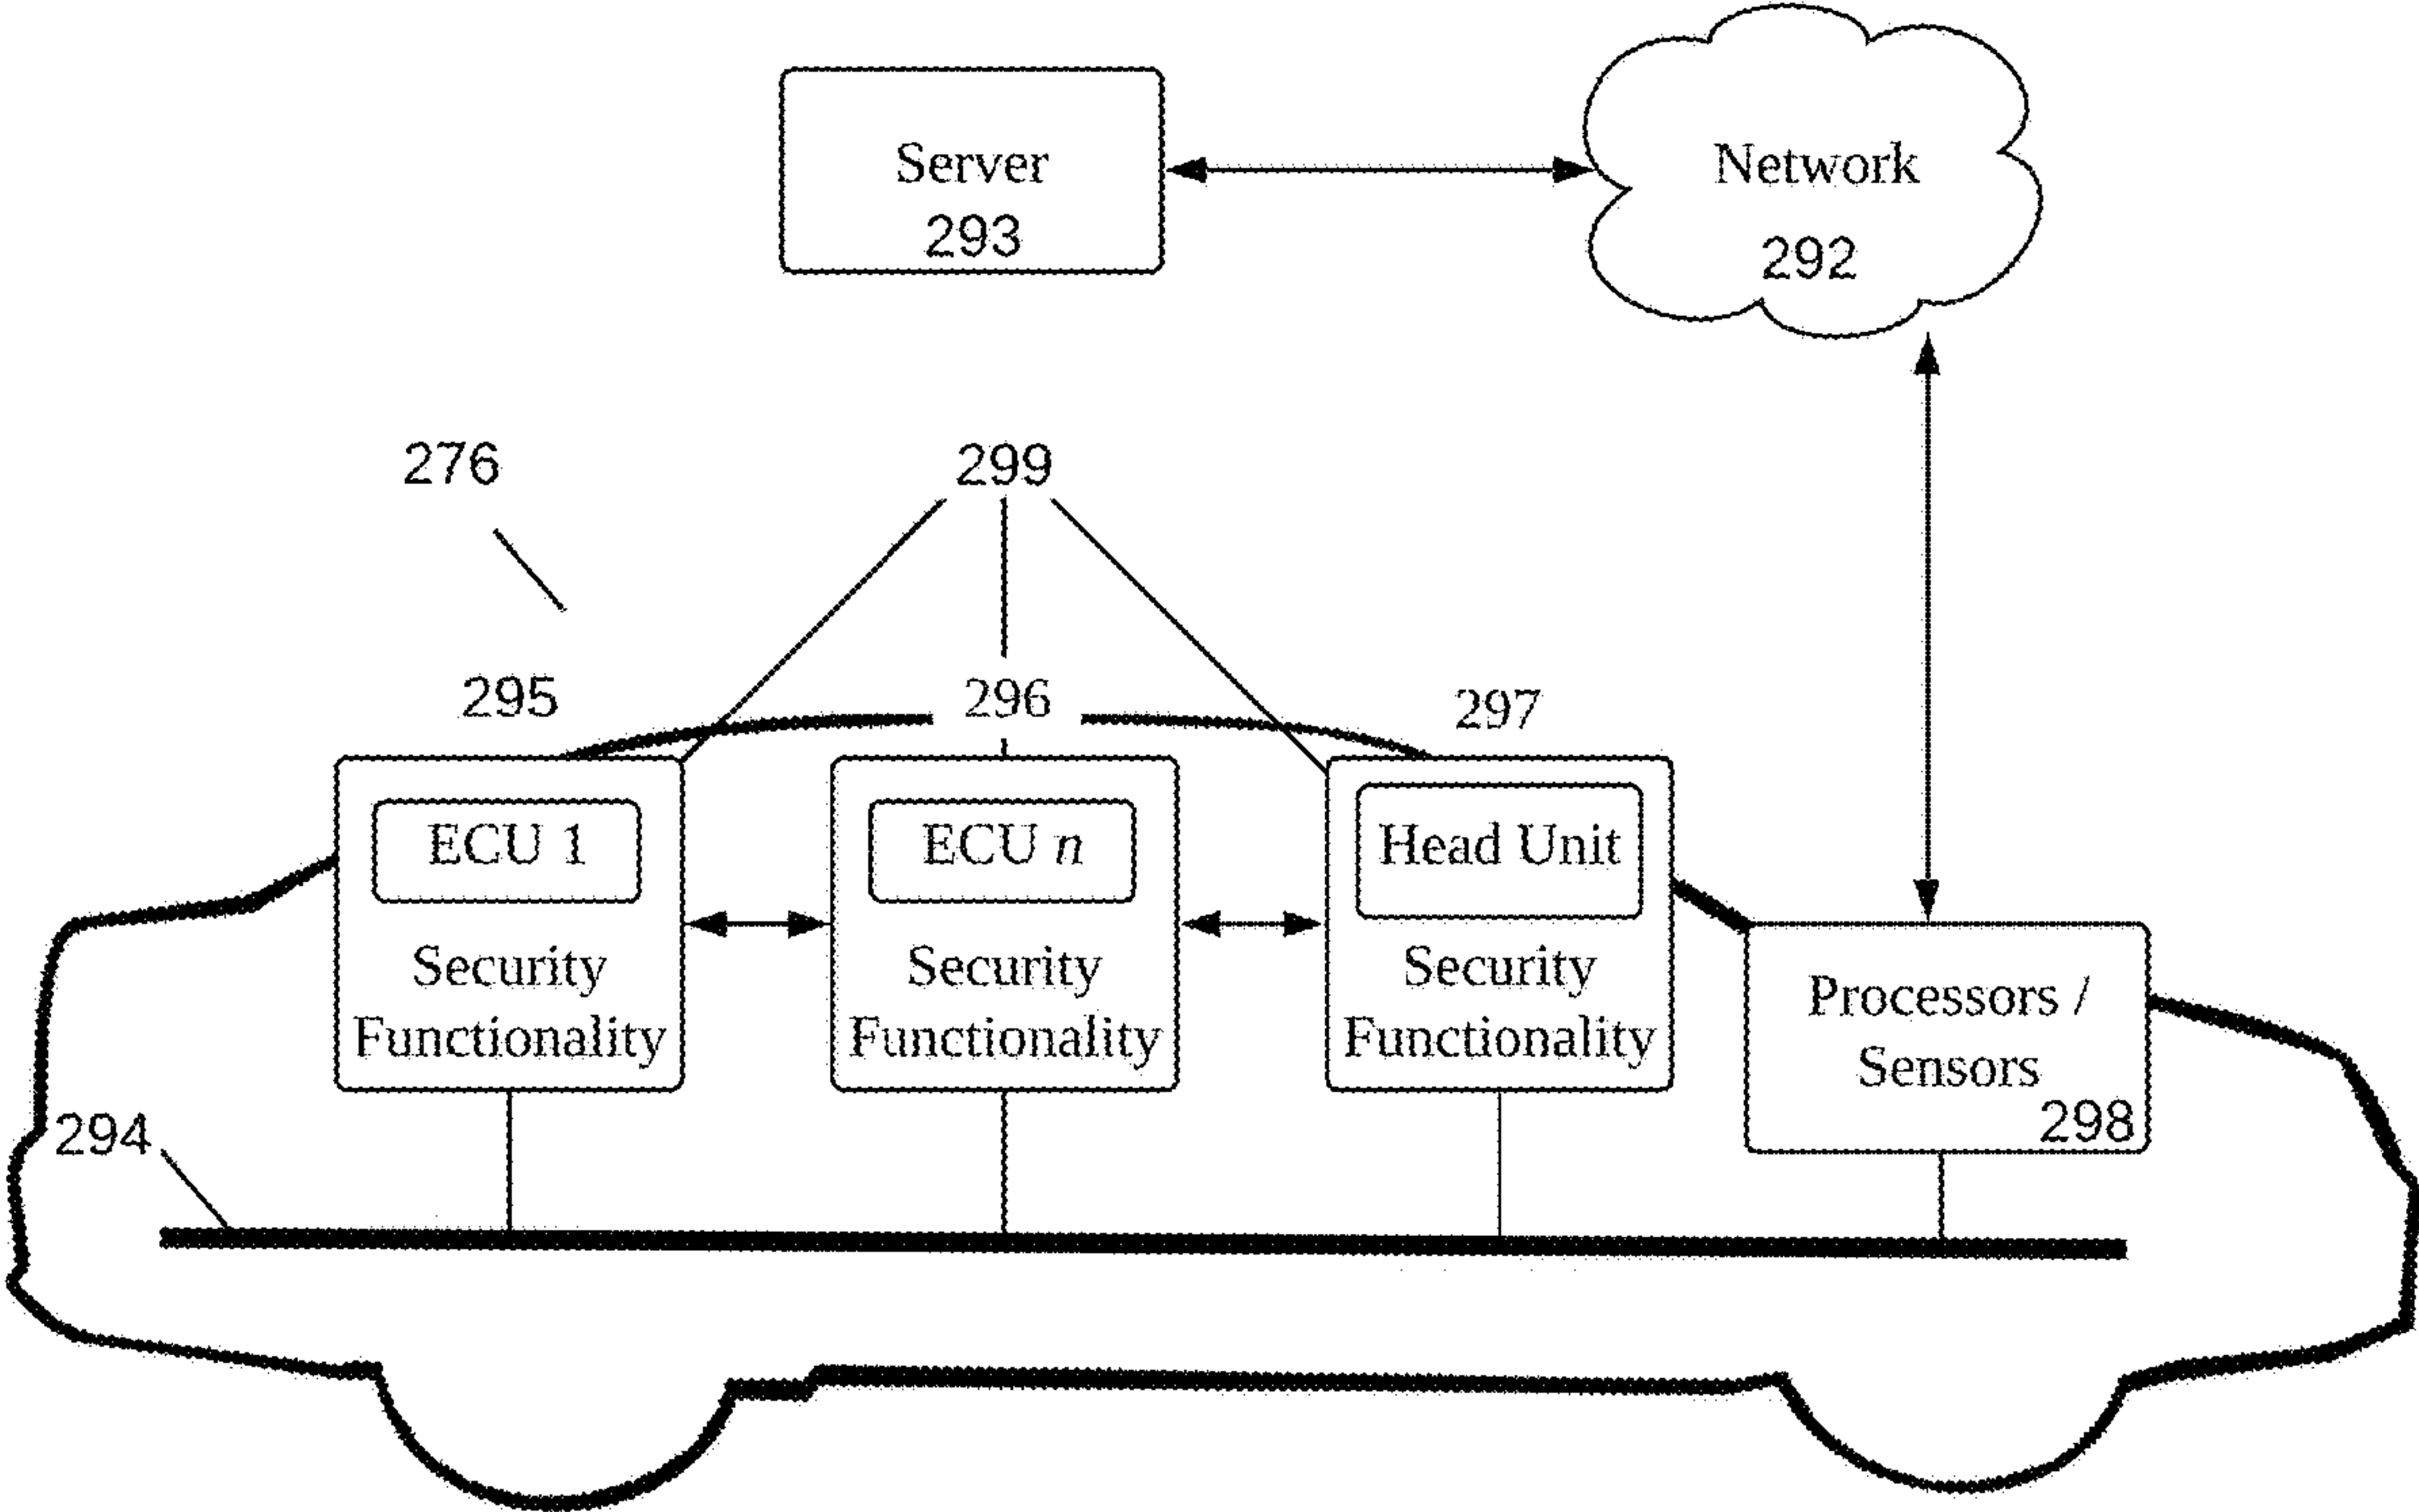 Server
293
Network
292
276
299
295
296
297
ECU 1
Security
Functionality
ECU n
Security
Functionality
Head Unit
Security
Functionality
Processors /
Sensors
298
294